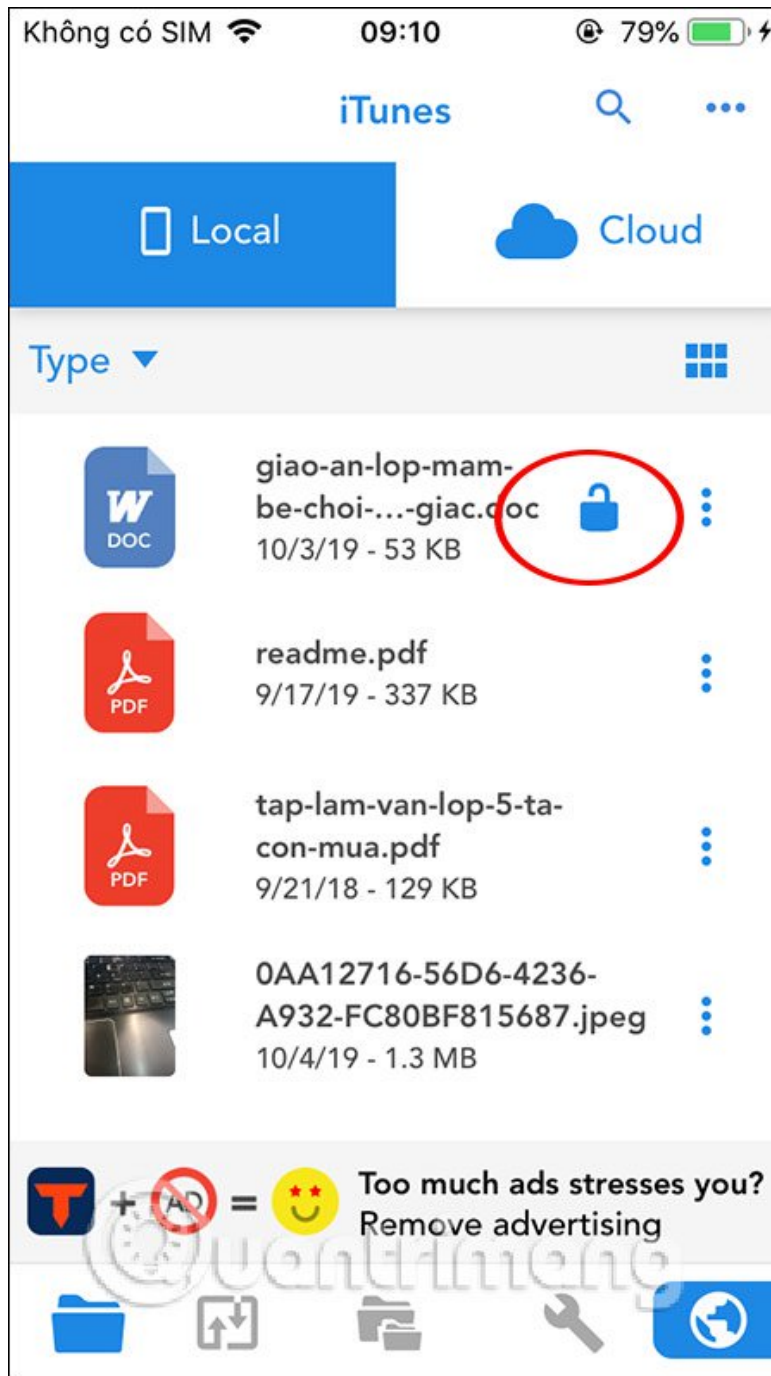 Không có SIM 09:10 79%
iTunes
Local Cloud
Type
W
DOC
giao-an-lop-mam-
be-choi-...-giac.doc
10/3/19 - 53 KB
PDF
readme.pdf
9/17/19 - 337 KB
PDF
tap-lam-van-lop-5-ta-
con-mua.pdf
9/21/18 - 129 KB
0AA12716-56D6-4236-
A932-FC80BF815687.jpeg
10/4/19 - 1.3 MB
T + AD = Too much ads stresses you?
Remove advertising
Quantrimang